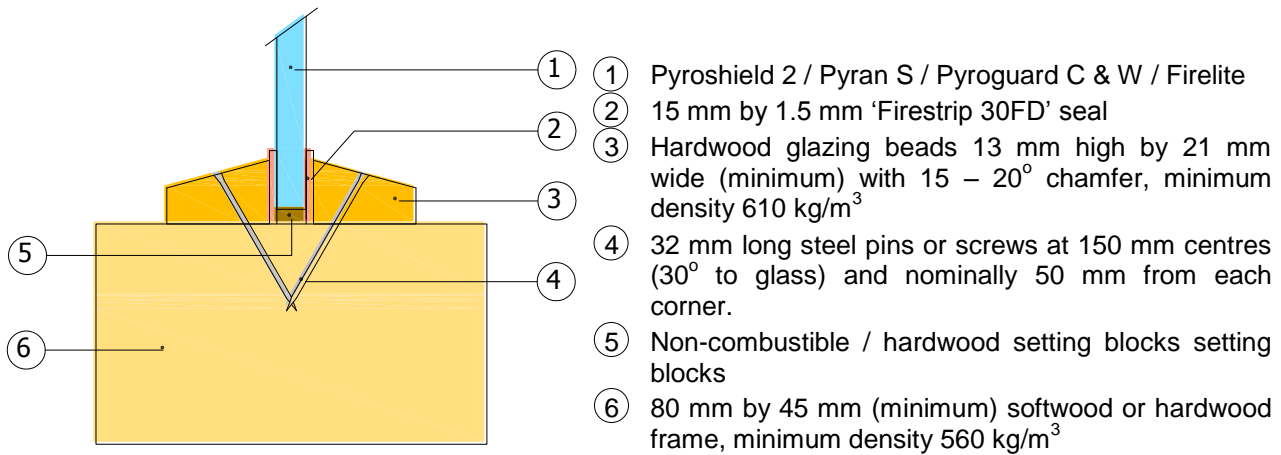 1 1 Pyroshield 2 / Pyran S / Pyroguard C & W / Firelite
2 2 15 mm by 1.5 mm ‘Firestrip 30FD’ seal
3 3 Hardwood glazing beads 13 mm high by 21 mm
wide (minimum) with 15 – 20° chamfer, minimum
density 610 kg/m³
4 4 32 mm long steel pins or screws at 150 mm centres
(30° to glass) and nominally 50 mm from each
corner.
5 5 Non-combustible / hardwood setting blocks setting
blocks
6 6 80 mm by 45 mm (minimum) softwood or hardwood
frame, minimum density 560 kg/m³